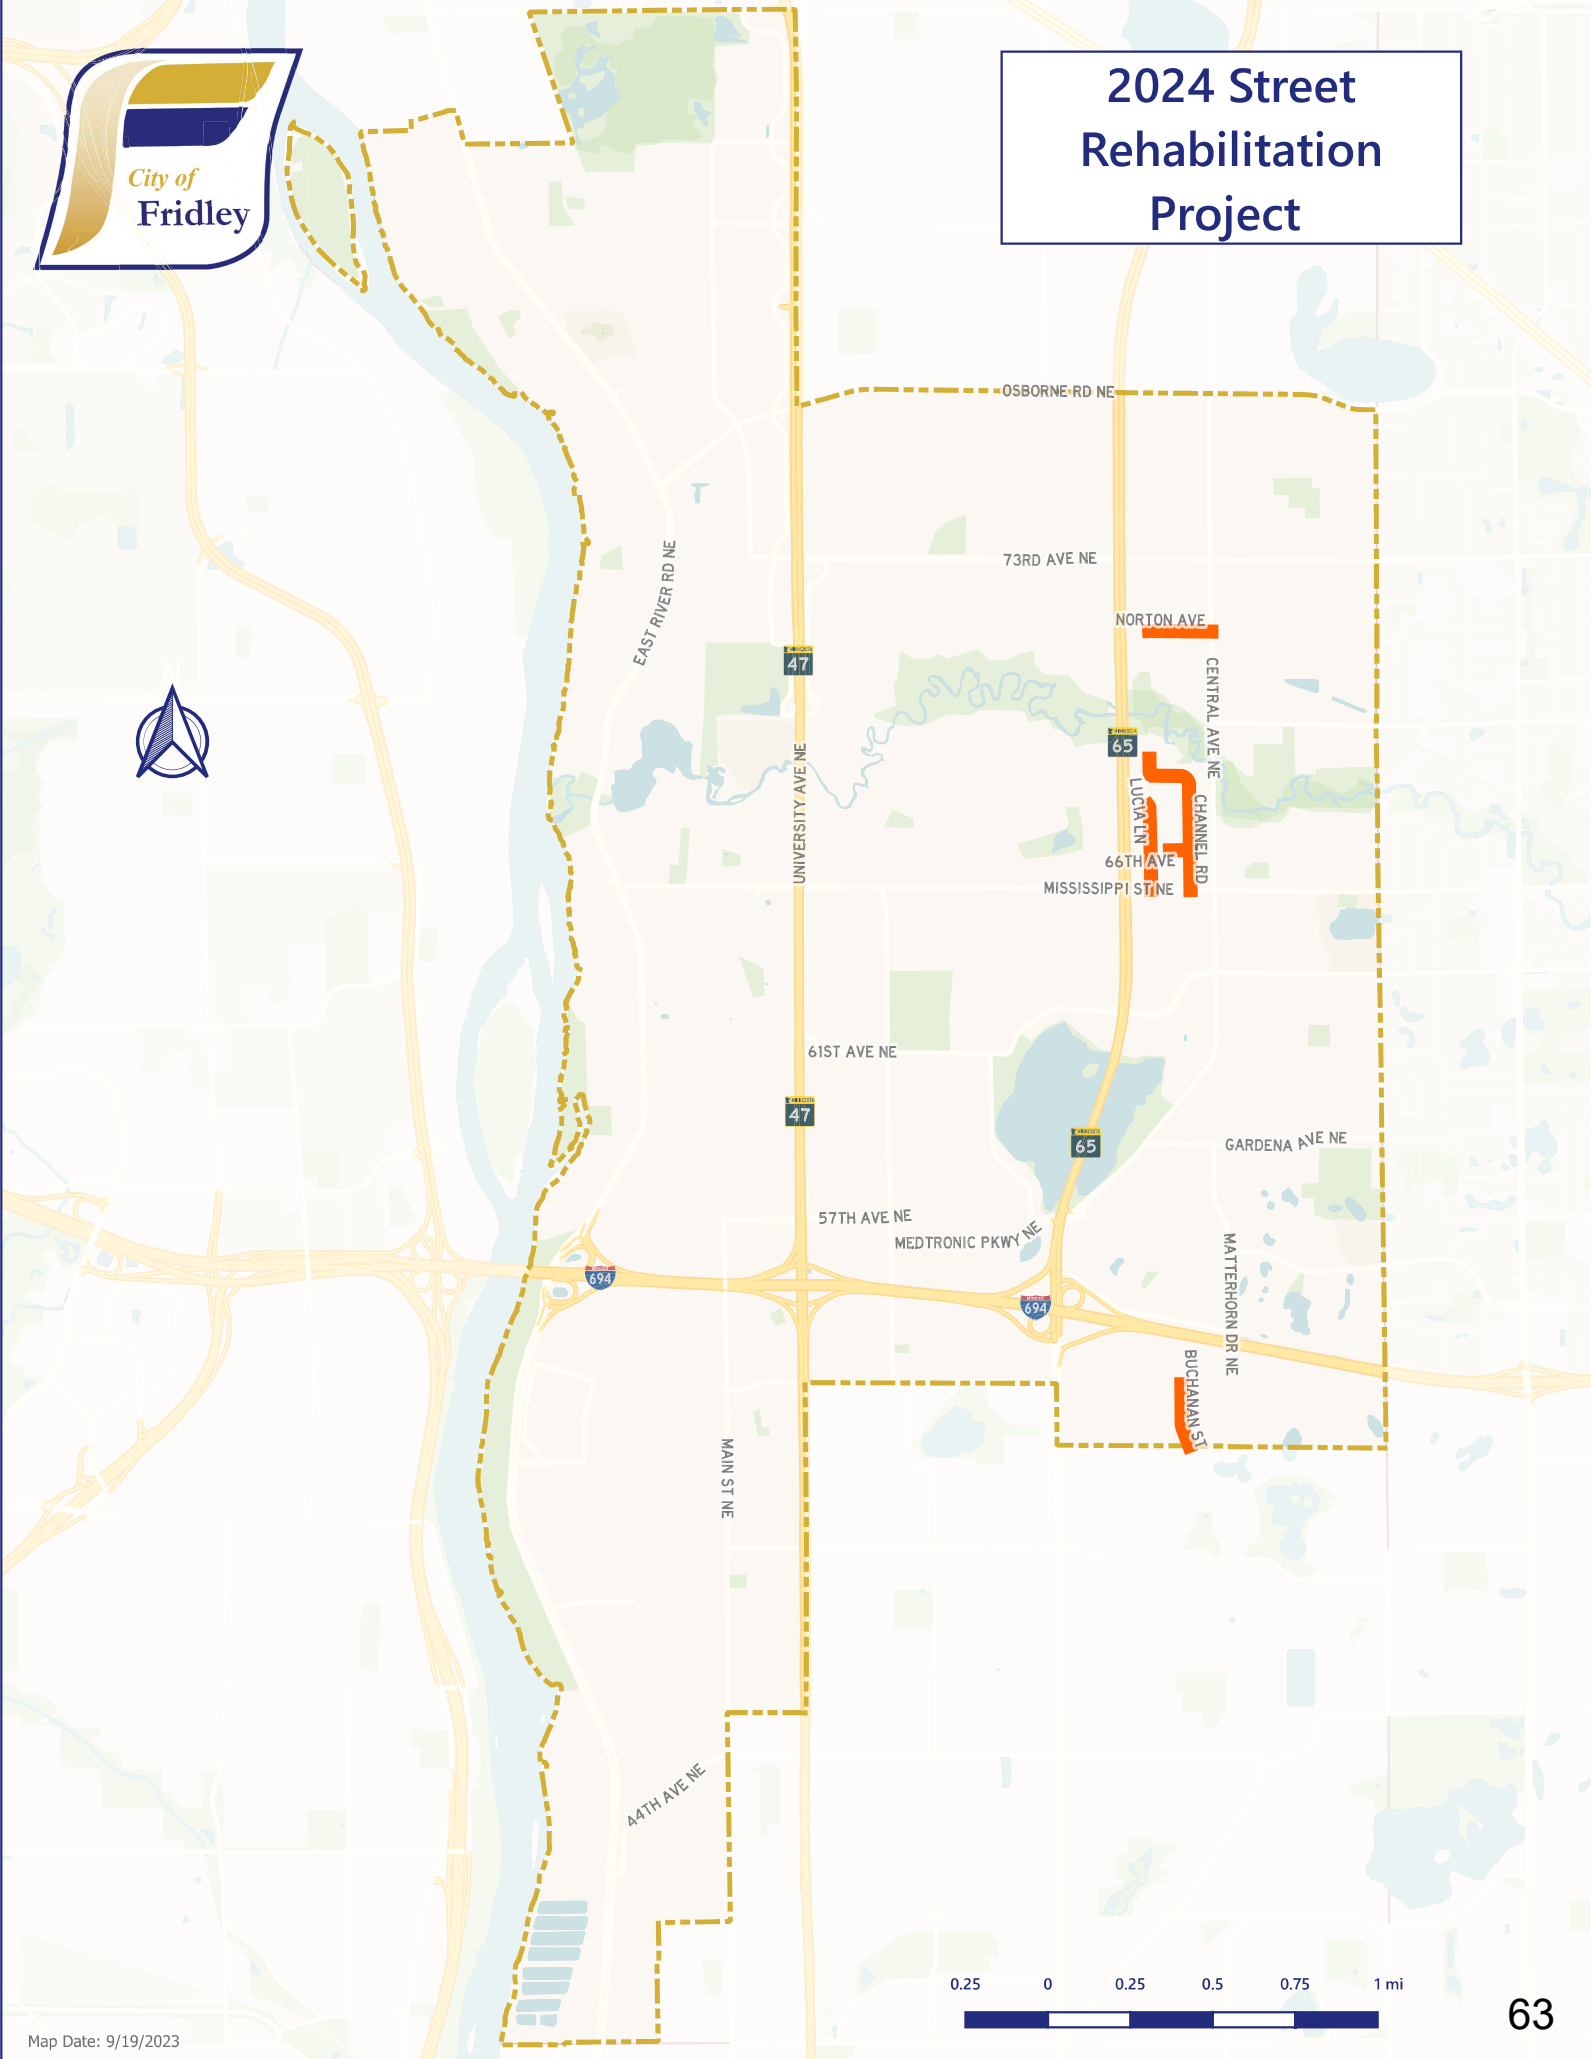 2024 Street
Rehabilitation
Project
City of
Fridley
OSBORNE RD NE
73RD AVE NE
EAST RIVER RD NE
NORTON AVE
MINNESOTA
47
CENTRAL AVE NE
MINNESOTA
65
UNIVERSITY AVE NE
LUCIA LN
CHANNEL RD
66TH AVE
MISSISSIPPI ST NE
61ST AVE NE
MINNESOTA
47
MINNESOTA
65
GARDENA AVE NE
57TH AVE NE
MEDTRONIC PKWY NE
MATTERHORN DR NE
694
694
BUCHANAN ST
MAIN ST NE
44TH AVE NE
0.25 0 0.25 0.5 0.75 1 mi
63
Map Date: 9/19/2023